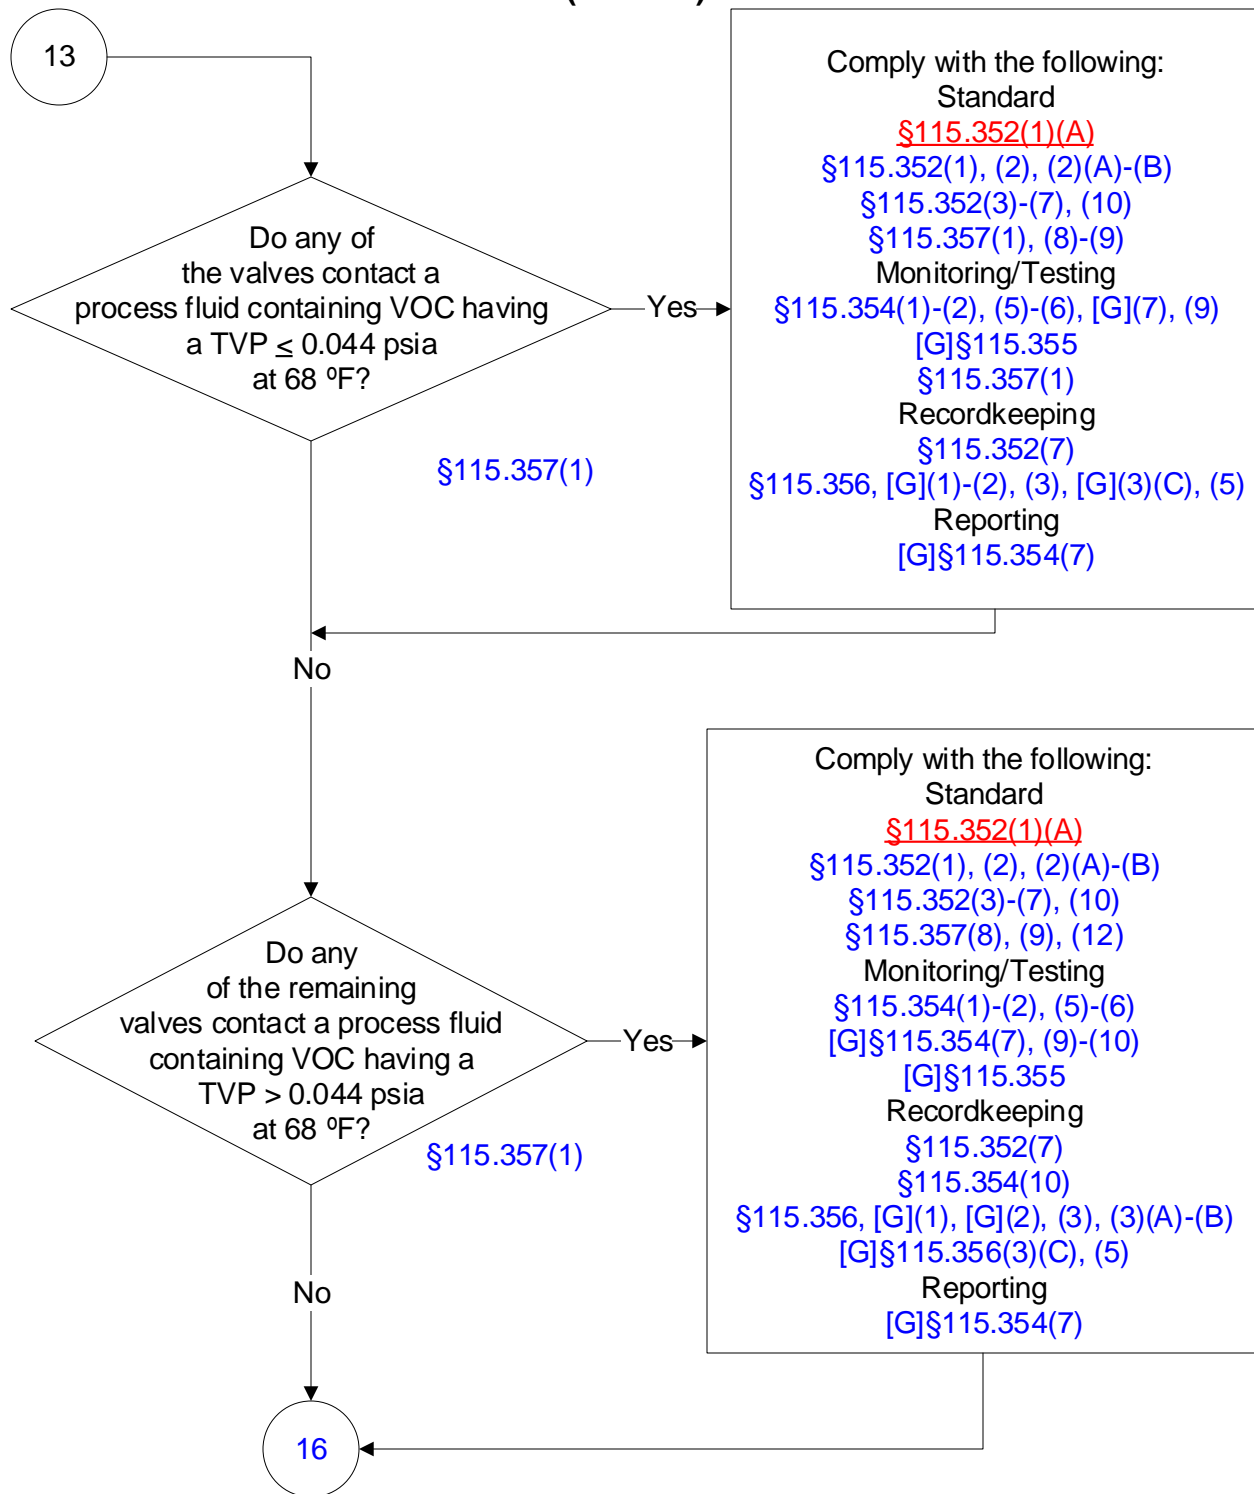 13
Do any of
the valves contact a
process fluid containing VOC having
a TVP ≤ 0.044 psia
at 68 ºF?
Yes
§115.357(1)
Comply with the following:
Standard
§115.352(1)(A)
§115.352(1), (2), (2)(A)-(B)
§115.352(3)-(7), (10)
§115.357(1), (8)-(9)
Monitoring/Testing
§115.354(1)-(2), (5)-(6), [G](7), (9)
[G]§115.355
§115.357(1)
Recordkeeping
§115.352(7)
§115.356, [G](1)-(2), (3), [G](3)(C), (5)
Reporting
[G]§115.354(7)
No
Do any
of the remaining
valves contact a process fluid
containing VOC having a
TVP > 0.044 psia
at 68 ºF?
Yes
§115.357(1)
Comply with the following:
Standard
§115.352(1)(A)
§115.352(1), (2), (2)(A)-(B)
§115.352(3)-(7), (10)
§115.357(8), (9), (12)
Monitoring/Testing
§115.354(1)-(2), (5)-(6)
[G]§115.354(7), (9)-(10)
[G]§115.355
Recordkeeping
§115.352(7)
§115.354(10)
§115.356, [G](1), [G](2), (3), (3)(A)-(B)
[G]§115.356(3)(C), (5)
Reporting
[G]§115.354(7)
No
16